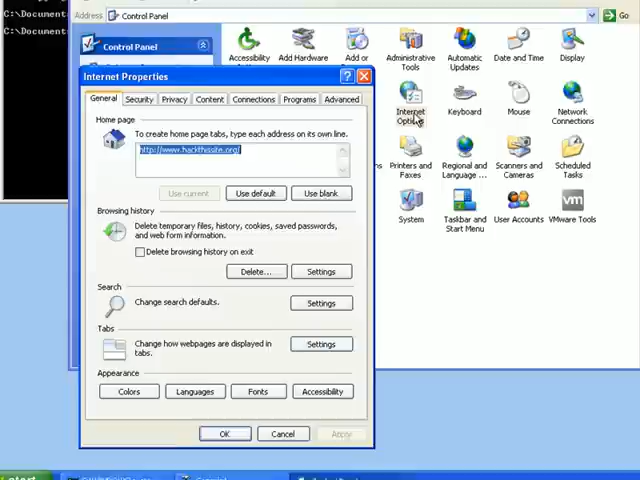 Address
Control Panel
Go
C:\Document
C:\Document
Control Panel
Accessibility
Add Hardware
Add or
Administrative
Tools
Automatic
Updates
Date and Time
Display
Internet Properties
General
Security
Privacy
Content
Connections
Programs
Advanced
Internet
Options
Keyboard
Mouse
Network
Connections
Home page
To create home page tabs, type each address on its own line.
http://www.hackthissite.org/
Use current
Use default
Use blank
Printers and
Faxes
Regional and
Language ...
Scanners and
Cameras
Scheduled
Tasks
System
Taskbar and
Start Menu
User Accounts
VMware Tools
vm
Browsing history
Delete temporary files, history, cookies, saved passwords,
and web form information.
Delete browsing history on exit
Delete...
Settings
Search
Change search defaults.
Settings
Tabs
Change how webpages are displayed in
tabs.
Settings
Appearance
Colors
Languages
Fonts
Accessibility
OK
Cancel
Apply
start